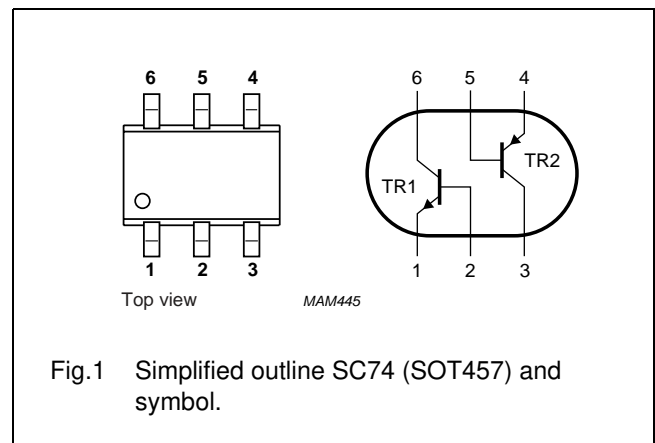 6 5 4
1 2 3
Top view
6 5 4
TR1
TR2
1 2 3
MAM445
Fig.1 Simplified outline SC74 (SOT457) and
symbol.